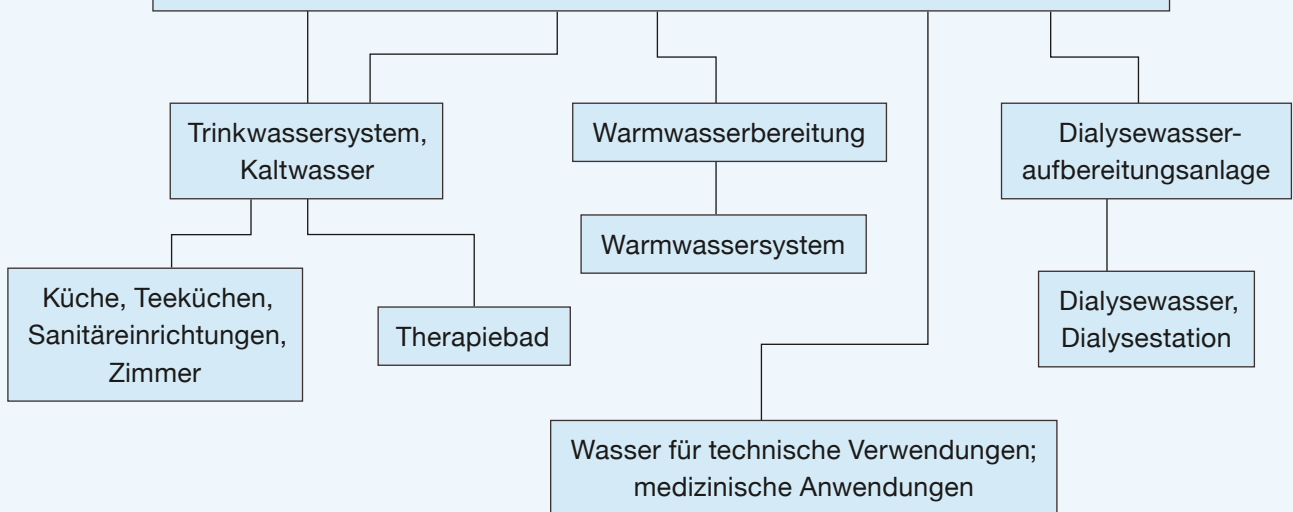 Trinkwassersystem,
Kaltwasser
Warmwasserbereitung
Dialysewasser-
aufbereitungsanlage
Warmwassersystem
Küche, Teeküchen,
Sanitäreinrichtungen,
Zimmer
Therapiebad
Dialysewasser,
Dialysestation
Wasser für technische Verwendungen;
medizinische Anwendungen